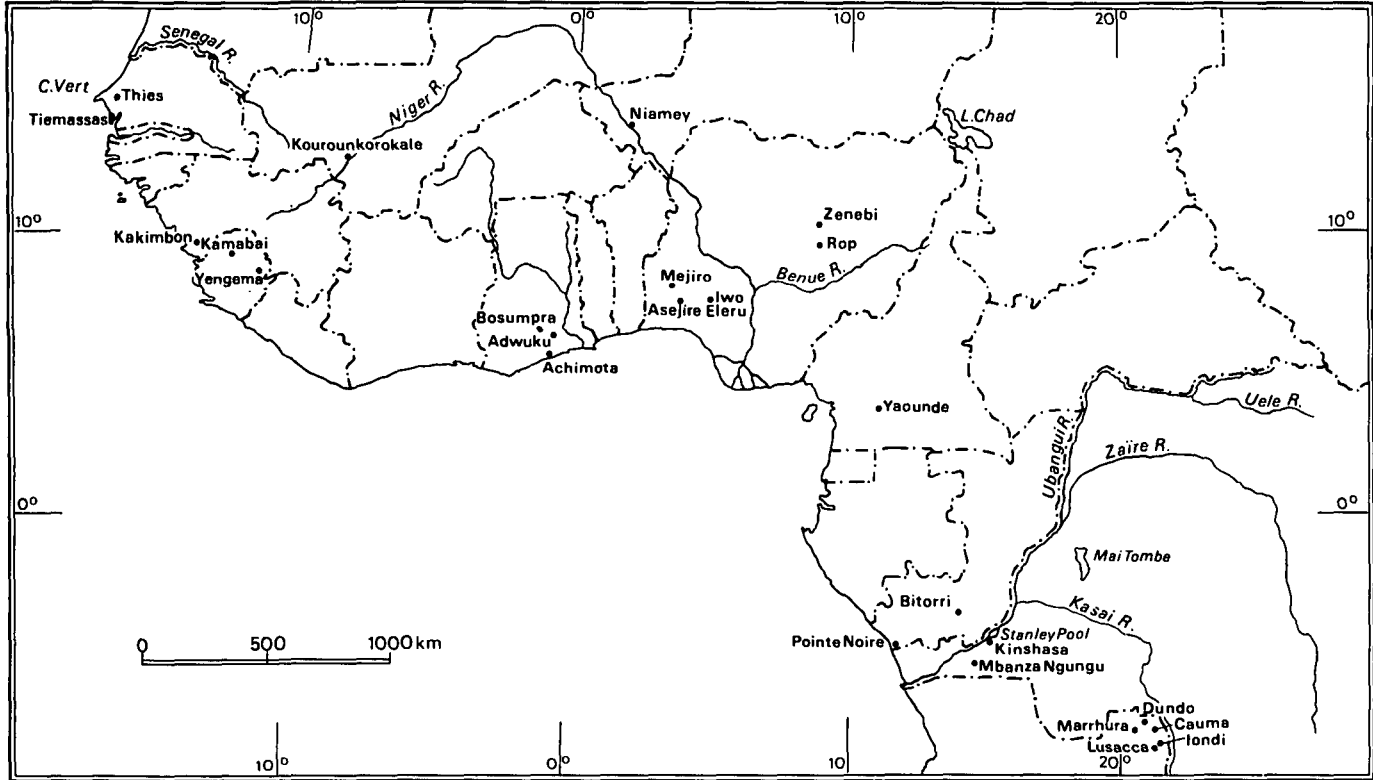 10° 0° 10° 20°
Senegal R.
C.Vert
Thies
Tiemassas
Niger R.
Niamey
L.Chad
Kourounkorokale
10° 10°
Zenebi
Kakimbon
Kamabai
Rop
Yengema
Benue R.
Mejiro
Iwo
Asejire Eleru
Bosumpra
Adwuku
Achimota
Yaounde
Uele R.
Ubangui R.
Zaïre R.
0° 0°
Mai Tombe
Bitorri
Kasai R.
0 500 1000 km
Pointe Noire
Stanley Pool
Kinshasa
Mbanza Ngungu
Dundo
Marrhura
Cauma
Lusacca
Iondi
10° 0° 10° 20°